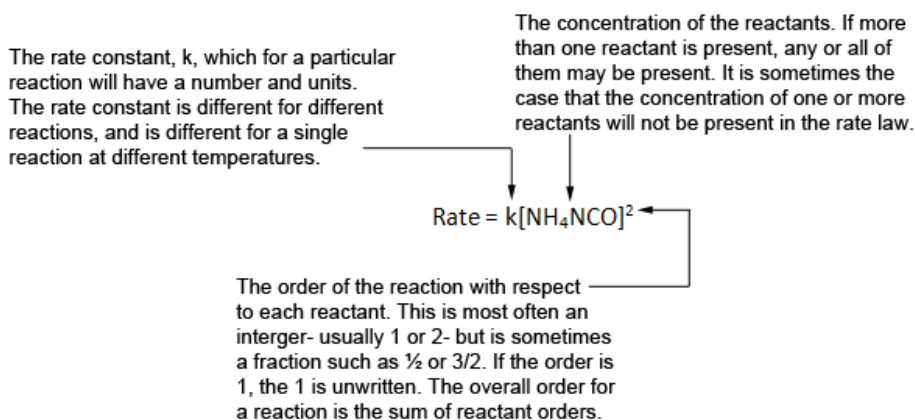 The rate constant, k, which for a particular
reaction will have a number and units.
The rate constant is different for different
reactions, and is different for a single
reaction at different temperatures.
The concentration of the reactants. If more
than one reactant is present, any or all of
them may be present. It is sometimes the
case that the concentration of one or more
reactants will not be present in the rate law.
Rate = k[NH₄NCO]²
The order of the reaction with respect
to each reactant. This is most often an
interger- usually 1 or 2- but is sometimes
a fraction such as ½ or 3/2. If the order is
1, the 1 is unwritten. The overall order for
a reaction is the sum of reactant orders.